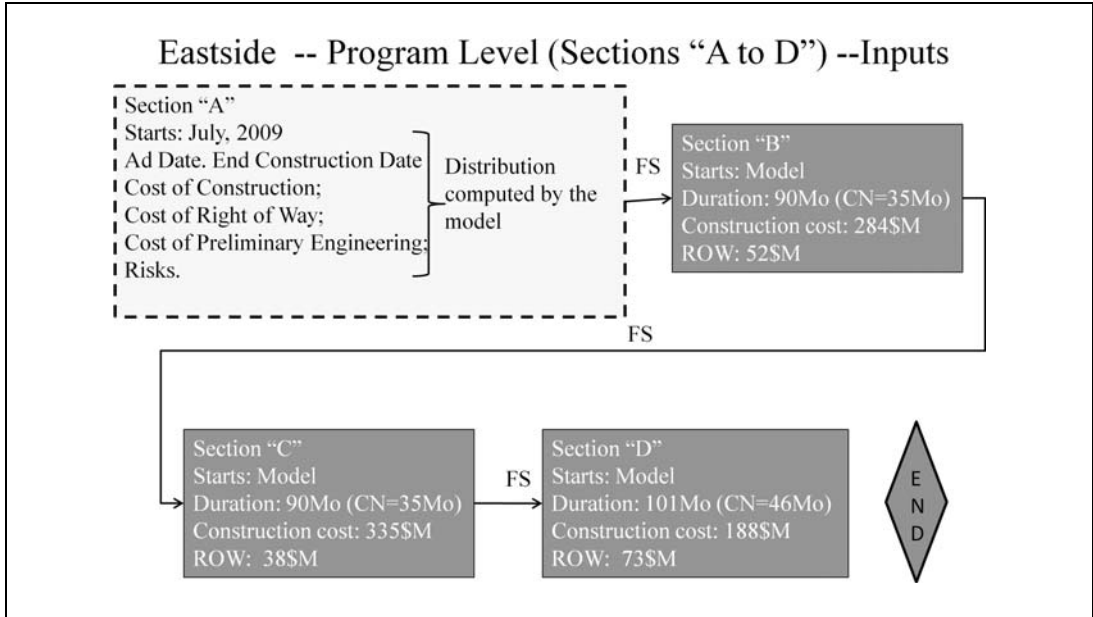 Eastside -- Program Level (Sections “A to D”) --Inputs
Section “A”
Starts: July, 2009
Ad Date. End Construction Date
Cost of Construction;
Cost of Right of Way;
Cost of Preliminary Engineering;
Risks.
Distribution
computed by the
model
FS
Section “B”
Starts: Model
Duration: 90Mo (CN=35Mo)
Construction cost: 284$M
ROW: 52$M
FS
Section “C”
Starts: Model
Duration: 90Mo (CN=35Mo)
Construction cost: 335$M
ROW: 38$M
FS
Section “D”
Starts: Model
Duration: 101Mo (CN=46Mo)
Construction cost: 188$M
ROW: 73$M
E
N
D